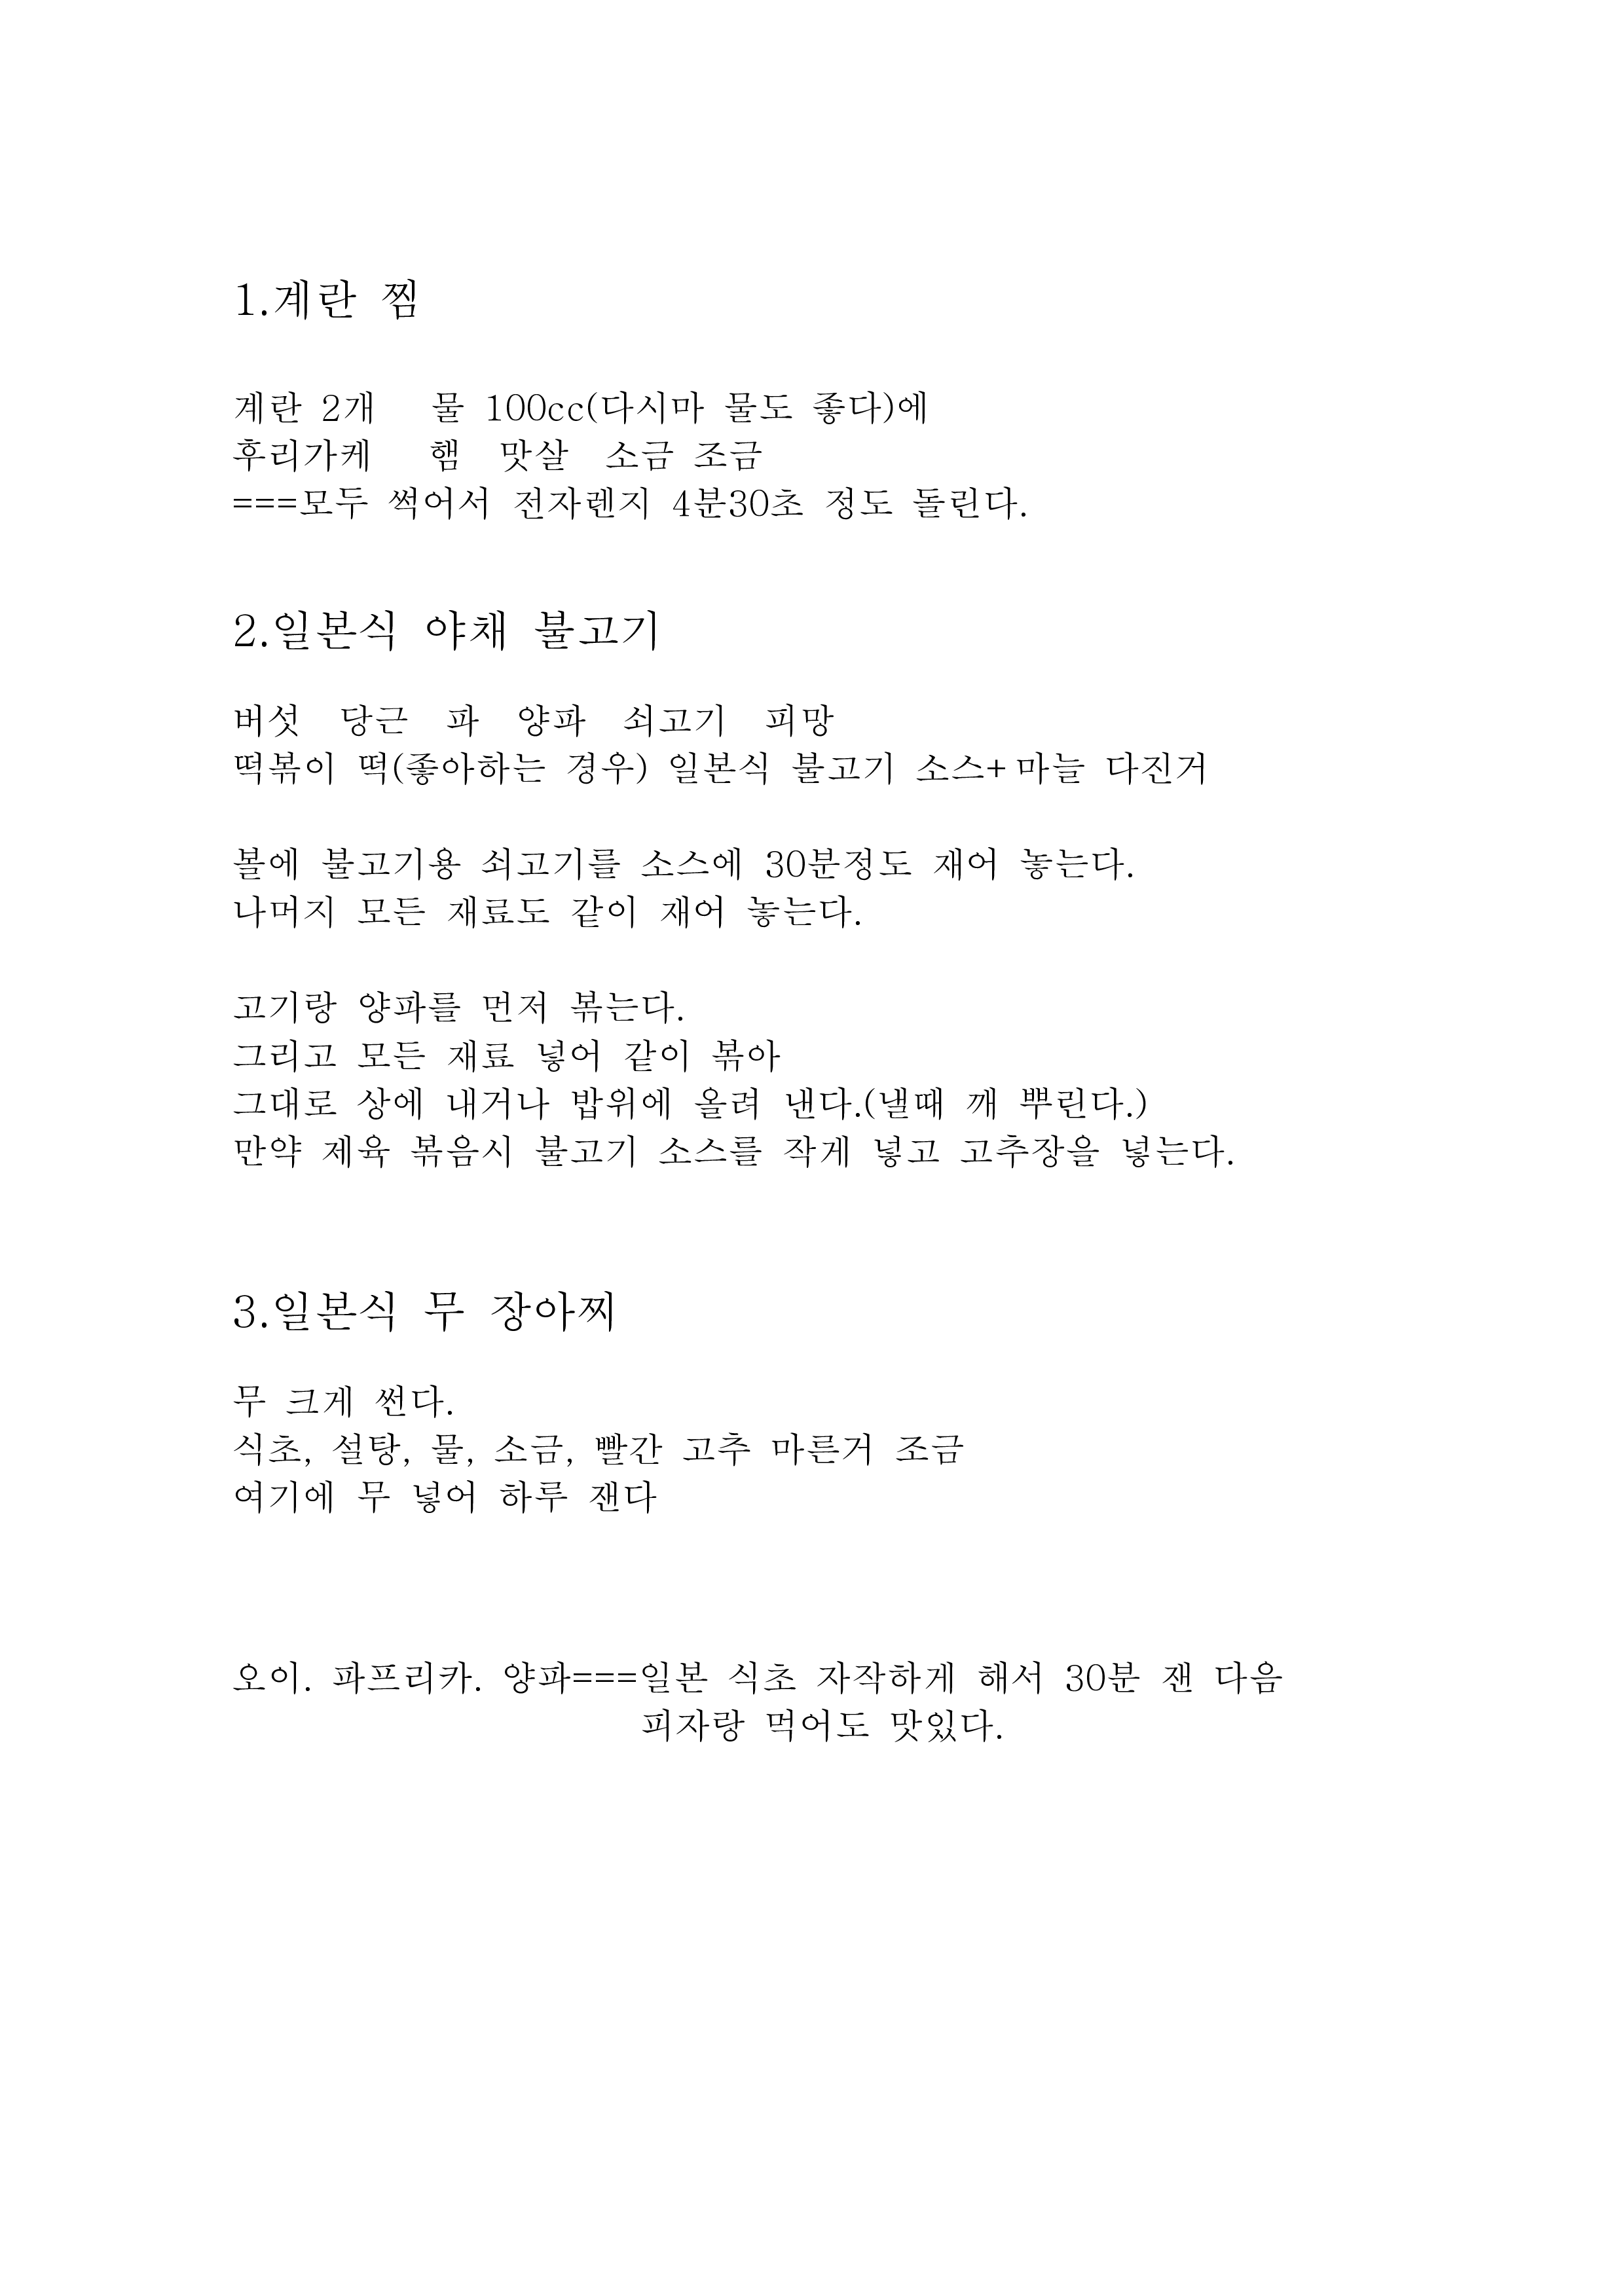 1.계란 찜
계란 2개 물 100cc(다시마 물도 좋다)에
후리가케 햄 맛살 소금 조금
===모두 썩어서 전자렌지 4분30초 정도 돌린다.
2.일본식 야채 불고기
버섯 당근 파 양파 쇠고기 피망
떡볶이 떡(좋아하는 경우) 일본식 불고기 소스+ 마늘 다진거
볼에 불고기용 쇠고기를 소스에 30분정도 재어 놓는다.
나머지 모든 재료도 같이 재어 놓는다.
고기랑 양파를 먼저 볶는다.
그리고 모든 재료 넣어 같이 볶아
그대로 상에 내거나 밥위에 올려 낸다.(낼때 깨 뿌린다.)
만약 제육 볶음시 불고기 소스를 작게 넣고 고추장을 넣는다.
3.일본식 무 장아찌
무 크게 썬다.
식초, 설탕, 물, 소금, 빨간 고추 마른거 조금
여기에 무 넣어 하루 잰다
오이. 파프리카. 양파===일본 식초 자작하게 해서 30분 잰 다음
피자랑 먹어도 맛있다.